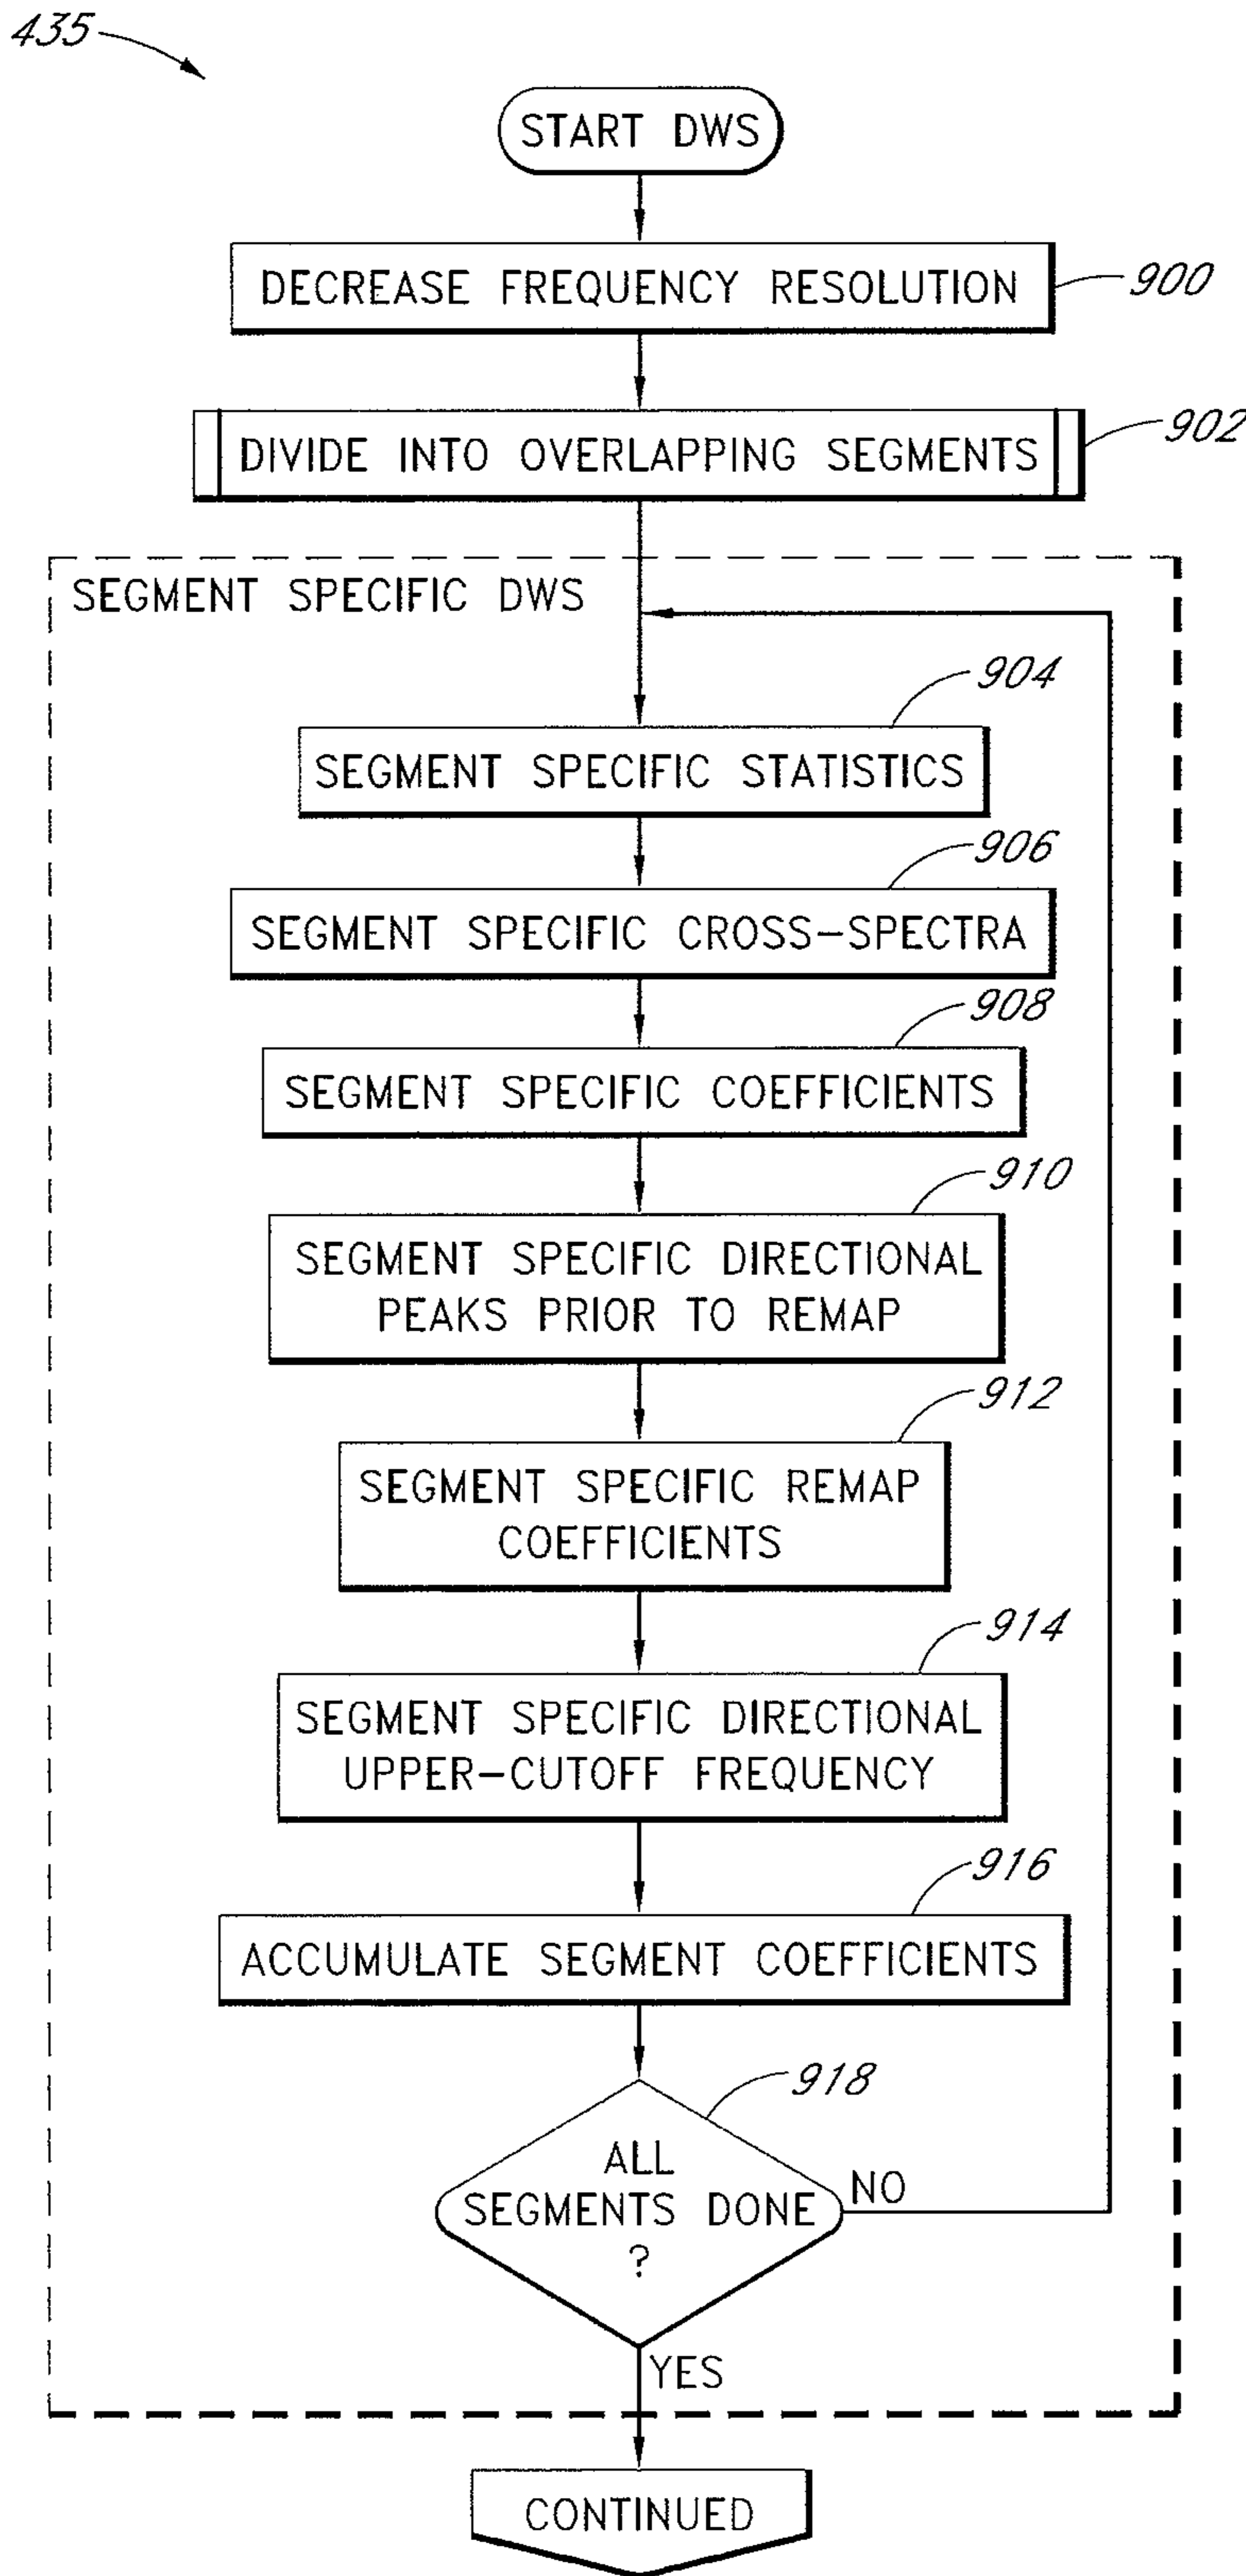 435
START DWS
DECREASE FREQUENCY RESOLUTION
900
DIVIDE INTO OVERLAPPING SEGMENTS
902
SEGMENT SPECIFIC DWS
904
SEGMENT SPECIFIC STATISTICS
906
SEGMENT SPECIFIC CROSS-SPECTRA
908
SEGMENT SPECIFIC COEFFICIENTS
910
SEGMENT SPECIFIC DIRECTIONAL
PEAKS PRIOR TO REMAP
912
SEGMENT SPECIFIC REMAP
COEFFICIENTS
914
SEGMENT SPECIFIC DIRECTIONAL
UPPER-CUTOFF FREQUENCY
916
ACCUMULATE SEGMENT COEFFICIENTS
918
ALL
SEGMENTS DONE
?
NO
YES
CONTINUED